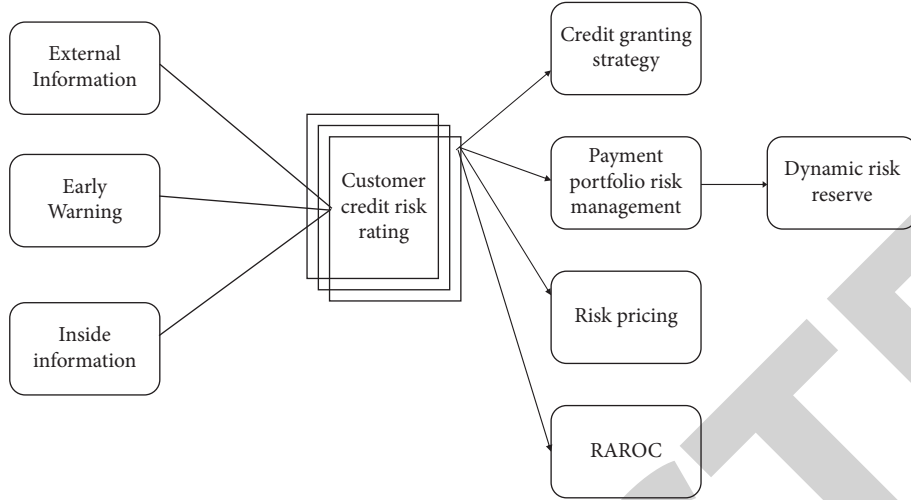 External
Information
Early
Warning
Inside
information
Customer
credit risk
rating
Credit granting
strategy
Payment
portfolio risk
management
Risk pricing
RAROC
Dynamic risk
reserve